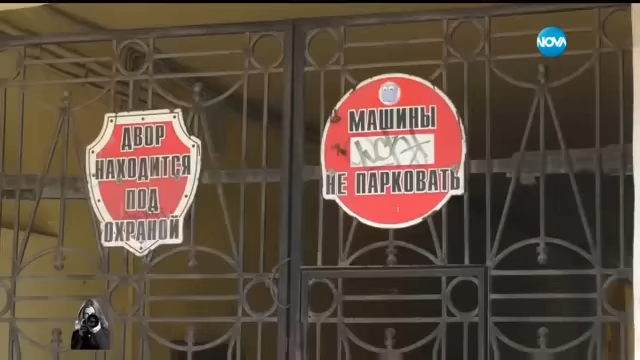 NOVA
ДВОР
НАХОДИТСЯ
ПОД
ОХРАНОЙ
МАШИНЫ
НЕ ПАРКОВАТЬ